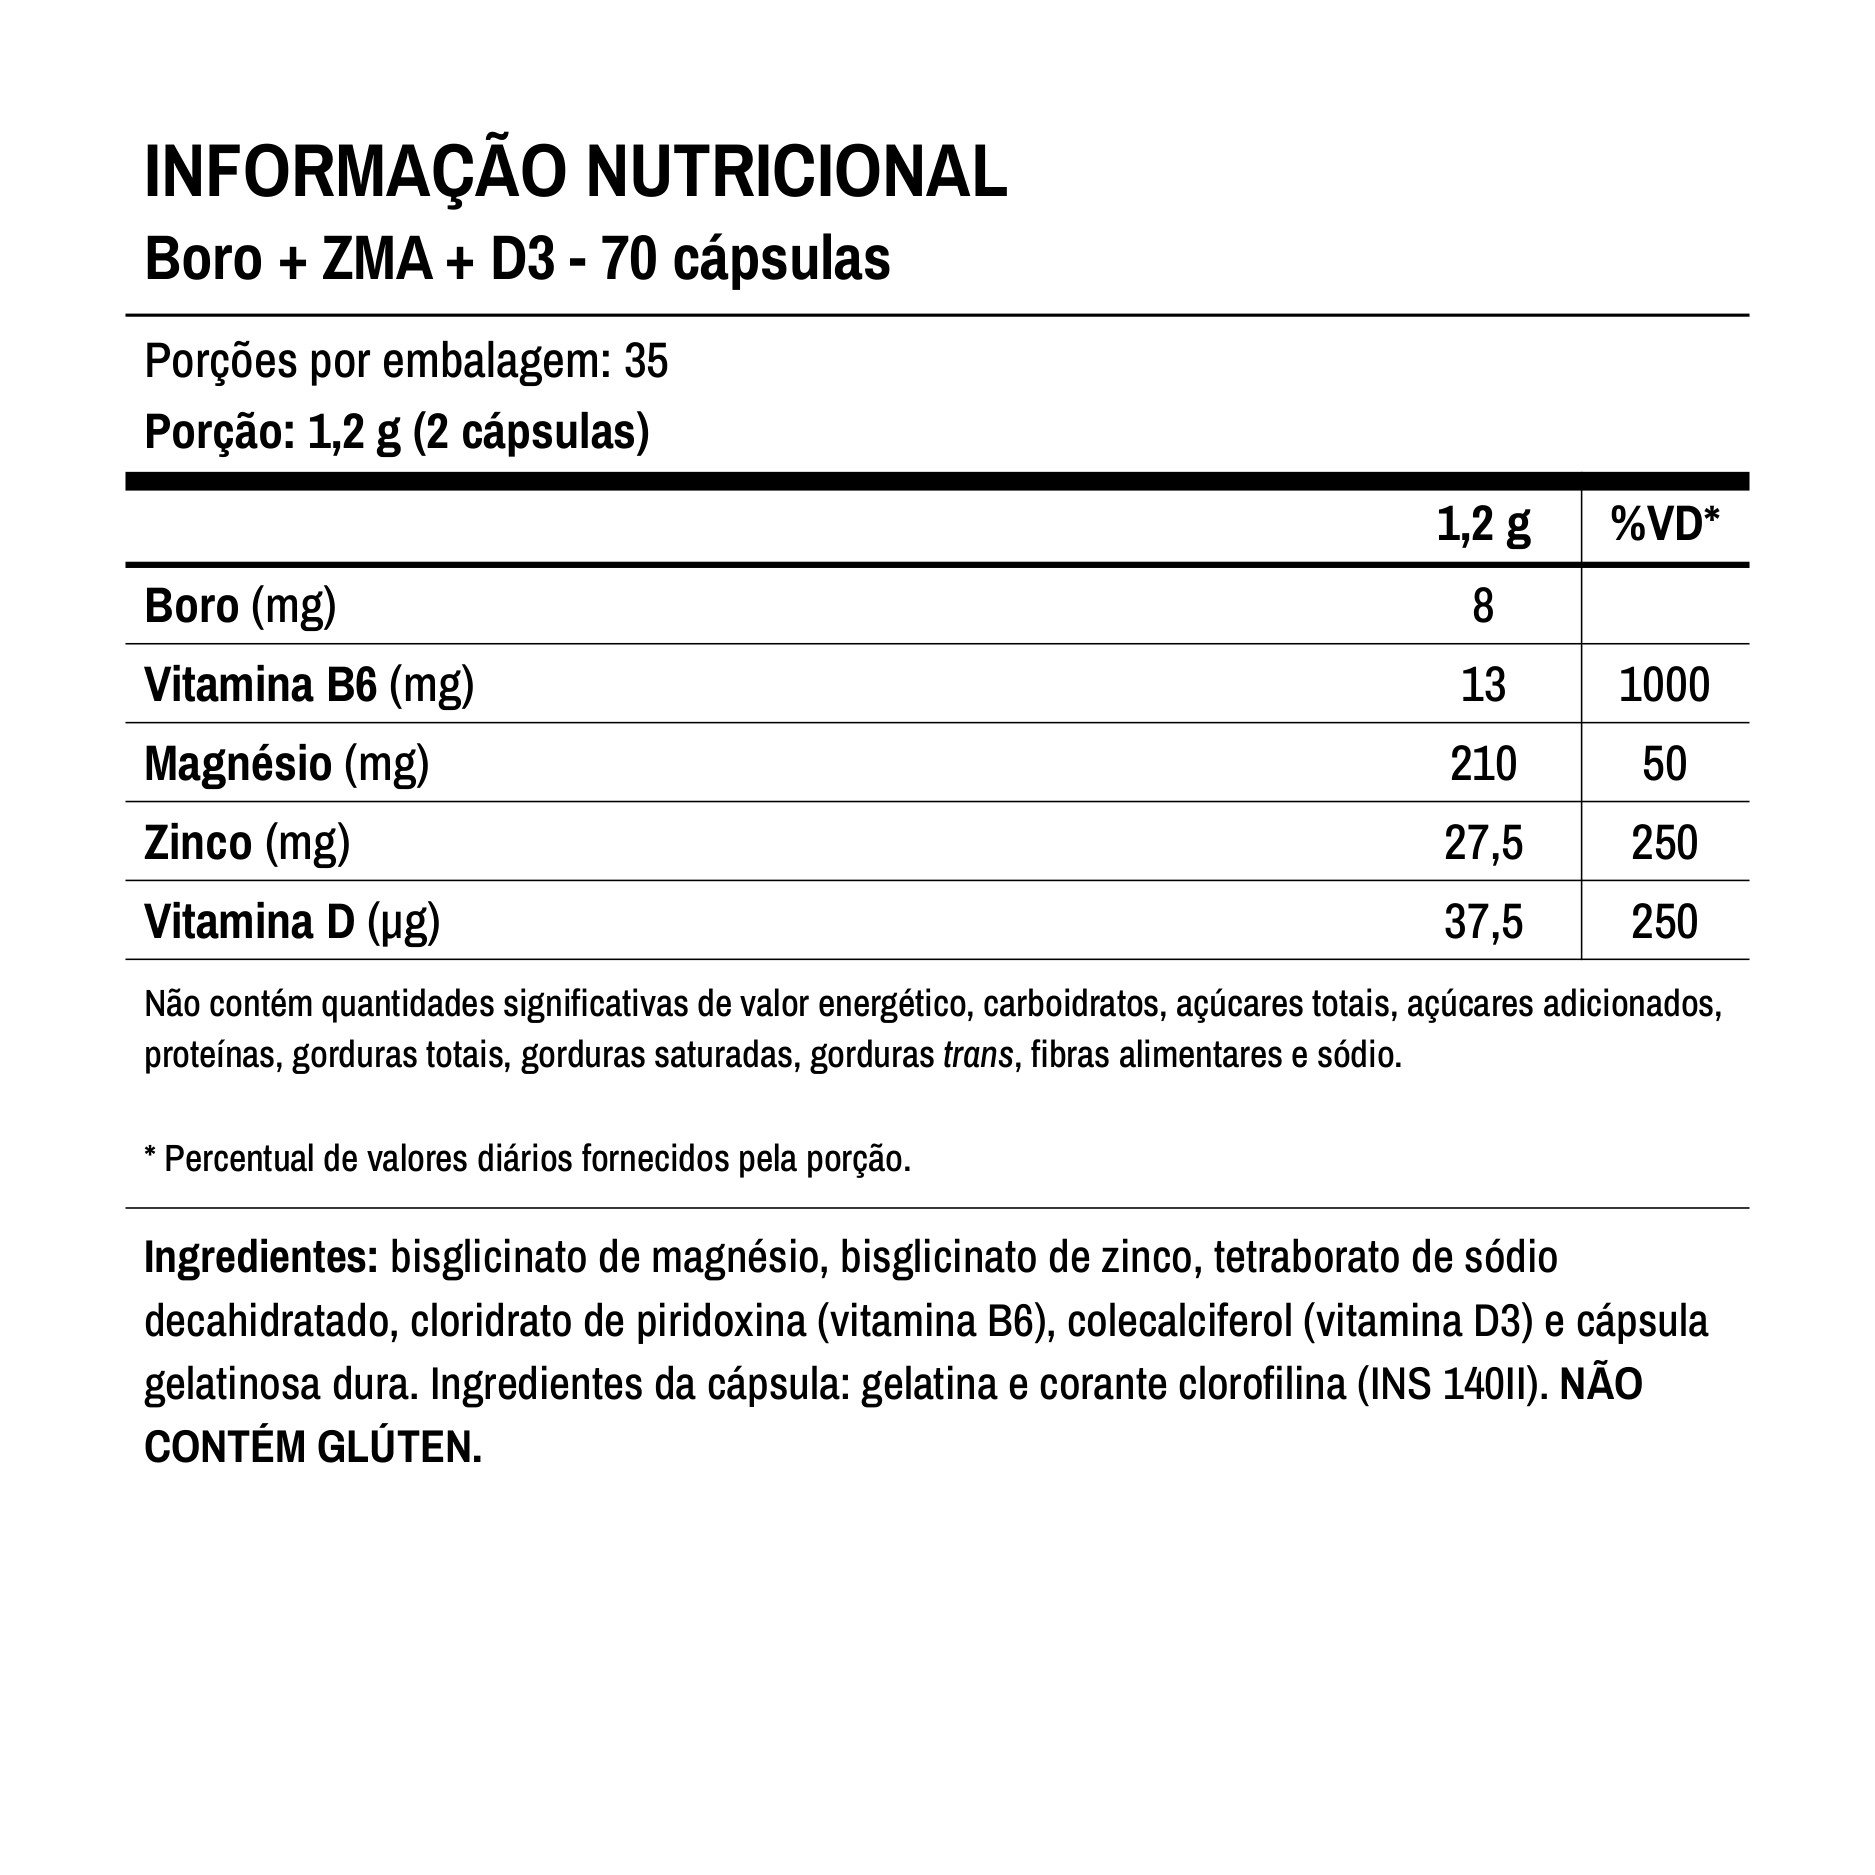 INFORMAÇÃO NUTRICIONAL
Boro + ZMA + D3 - 70 cápsulas
Porções por embalagem: 35
Porção: 1,2 g (2 cápsulas)
1,2 g %VD*
Boro (mg) 8
Vitamina B6 (mg) 13 1000
Magnésio (mg) 210 50
Zinco (mg) 27,5 250
Vitamina D (µg) 37,5 250
Não contém quantidades significativas de valor energético, carboidratos, açúcares totais, açúcares adicionados,
proteínas, gorduras totais, gorduras saturadas, gorduras trans, fibras alimentares e sódio.
* Percentual de valores diários fornecidos pela porção.
Ingredientes: bisglicinato de magnésio, bisglicinato de zinco, tetraborato de sódio
decahidratado, cloridrato de piridoxina (vitamina B6), colecalciferol (vitamina D3) e cápsula
gelatinosa dura. Ingredientes da cápsula: gelatina e corante clorofilina (INS 140II). NÃO
CONTÉM GLÚTEN.